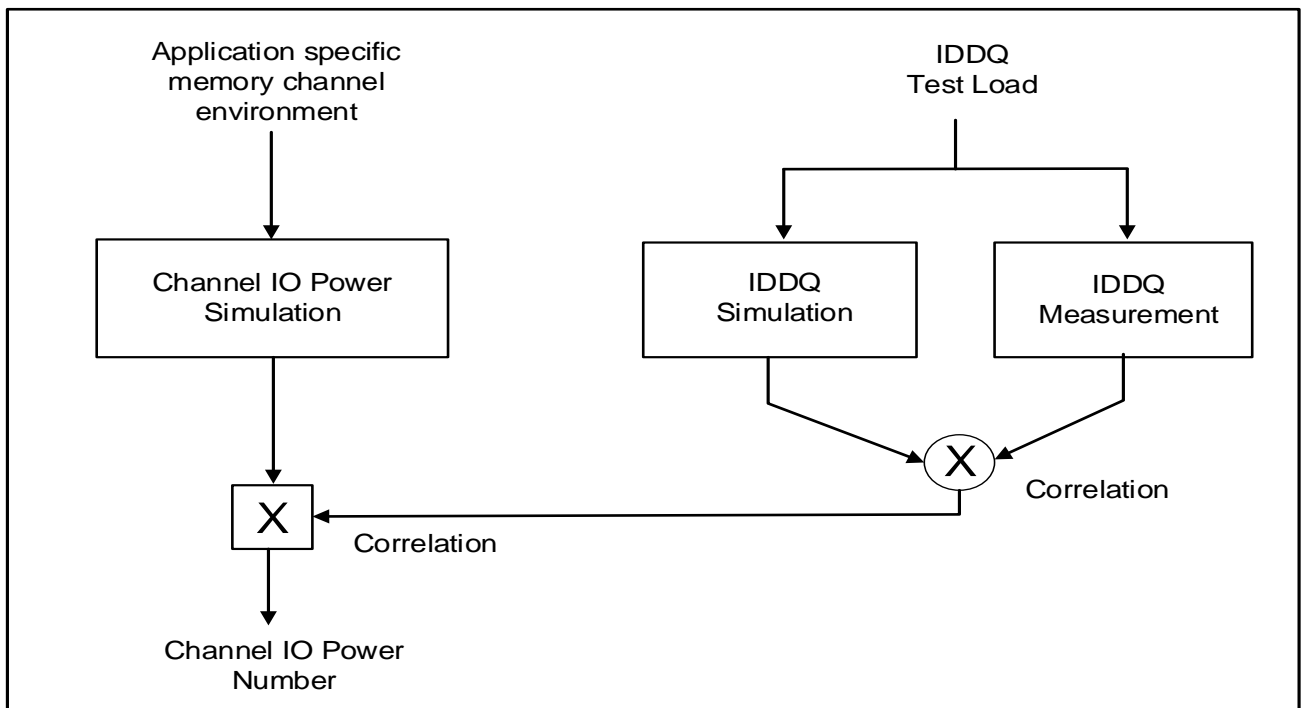 Application specific
memory channel
environment
IDDQ
Test Load
Channel IO Power
Simulation
IDDQ
Simulation
IDDQ
Measurement
X
Correlation
X
Correlation
Channel IO Power
Number